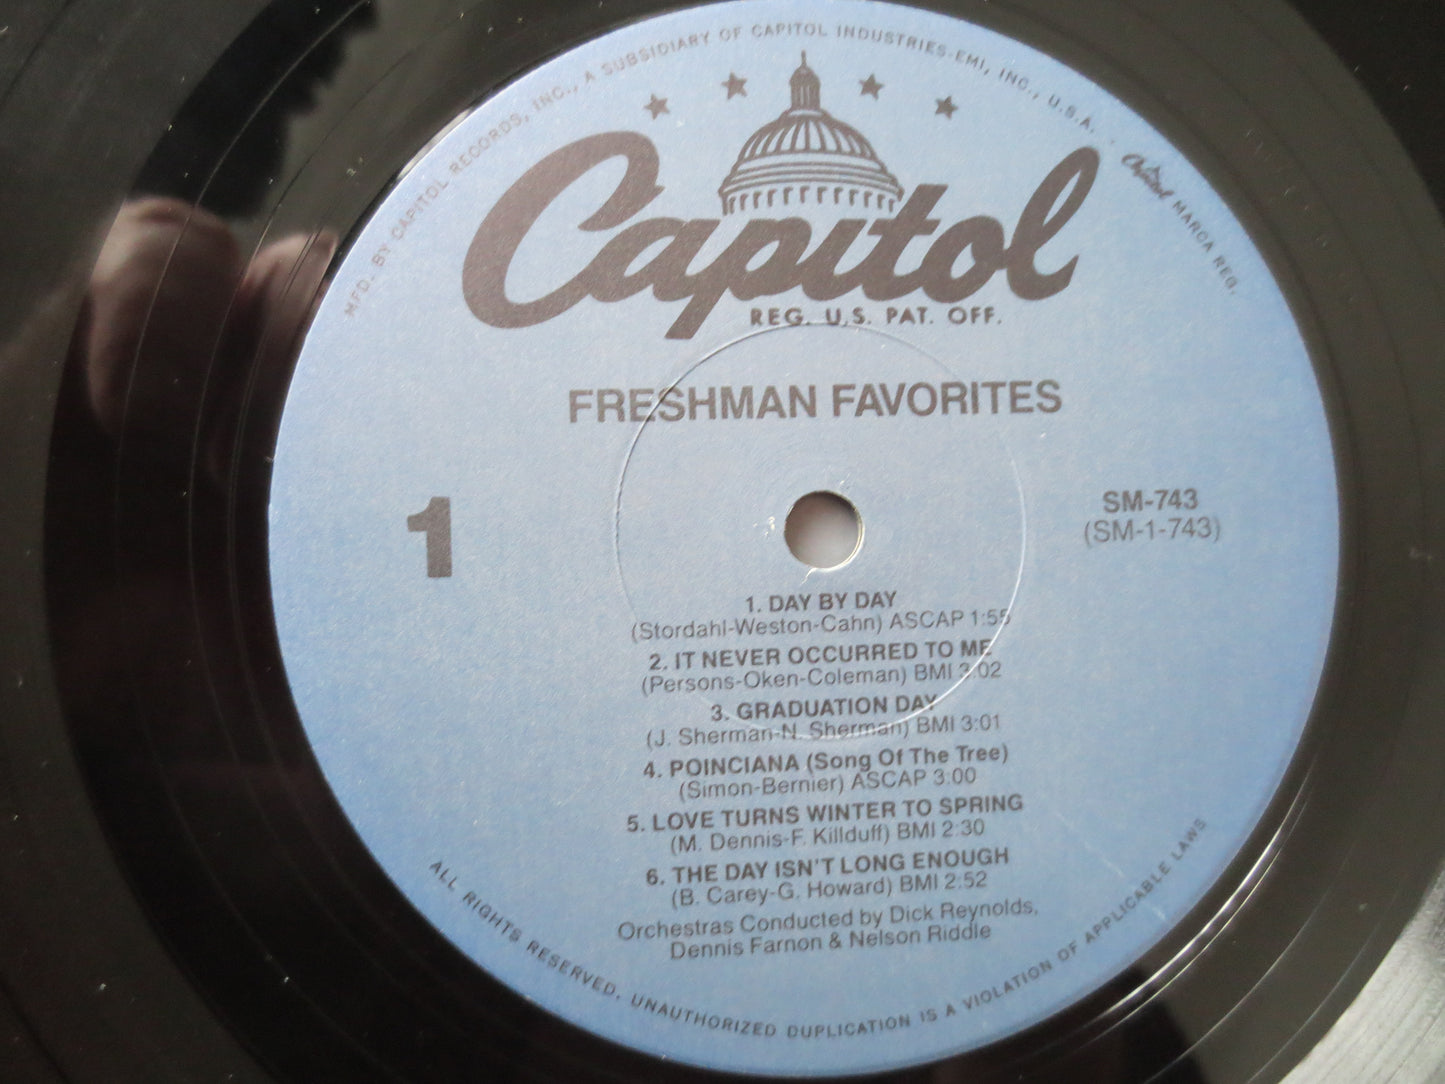 MFD. BY CAPITOL RECORDS, INC., A SUBSIDIARY OF CAPITOL INDUSTRIES-EMI, INC., U.S.A. · Capitol MARCA REG.
Capitol
REG. U.S. PAT. OFF.
FRESHMAN FAVORITES
1
SM-743
(SM-1-743)
1. DAY BY DAY
(Stordahl-Weston-Cahn) ASCAP 1:55
2. IT NEVER OCCURRED TO ME
(Persons-Oken-Coleman) BMI 3:02
3. GRADUATION DAY
(J. Sherman-N. Sherman) BMI 3:01
4. POINCIANA (Song Of The Tree)
(Simon-Bernier) ASCAP 3:00
5. LOVE TURNS WINTER TO SPRING
(M. Dennis-F. Killduff) BMI 2:30
6. THE DAY ISN'T LONG ENOUGH
(B. Carey-G. Howard) BMI 2:52
Orchestras Conducted by Dick Reynolds,
Dennis Farnon & Nelson Riddle
ALL RIGHTS RESERVED. UNAUTHORIZED DUPLICATION IS A VIOLATION OF APPLICABLE LAWS